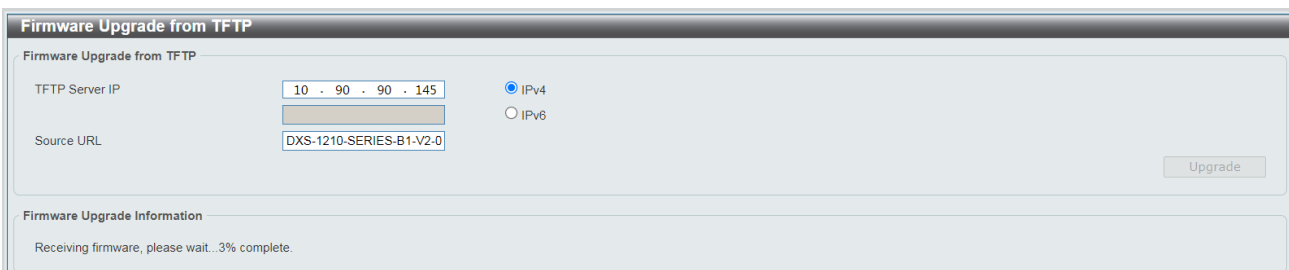 Firmware Upgrade from TFTP
Firmware Upgrade from TFTP
TFTP Server IP 10 . 90 . 90 . 145 IPv4
IPv6
Source URL DXS-1210-SERIES-B1-V2-0
Upgrade
Firmware Upgrade Information
Receiving firmware, please wait...3% complete.